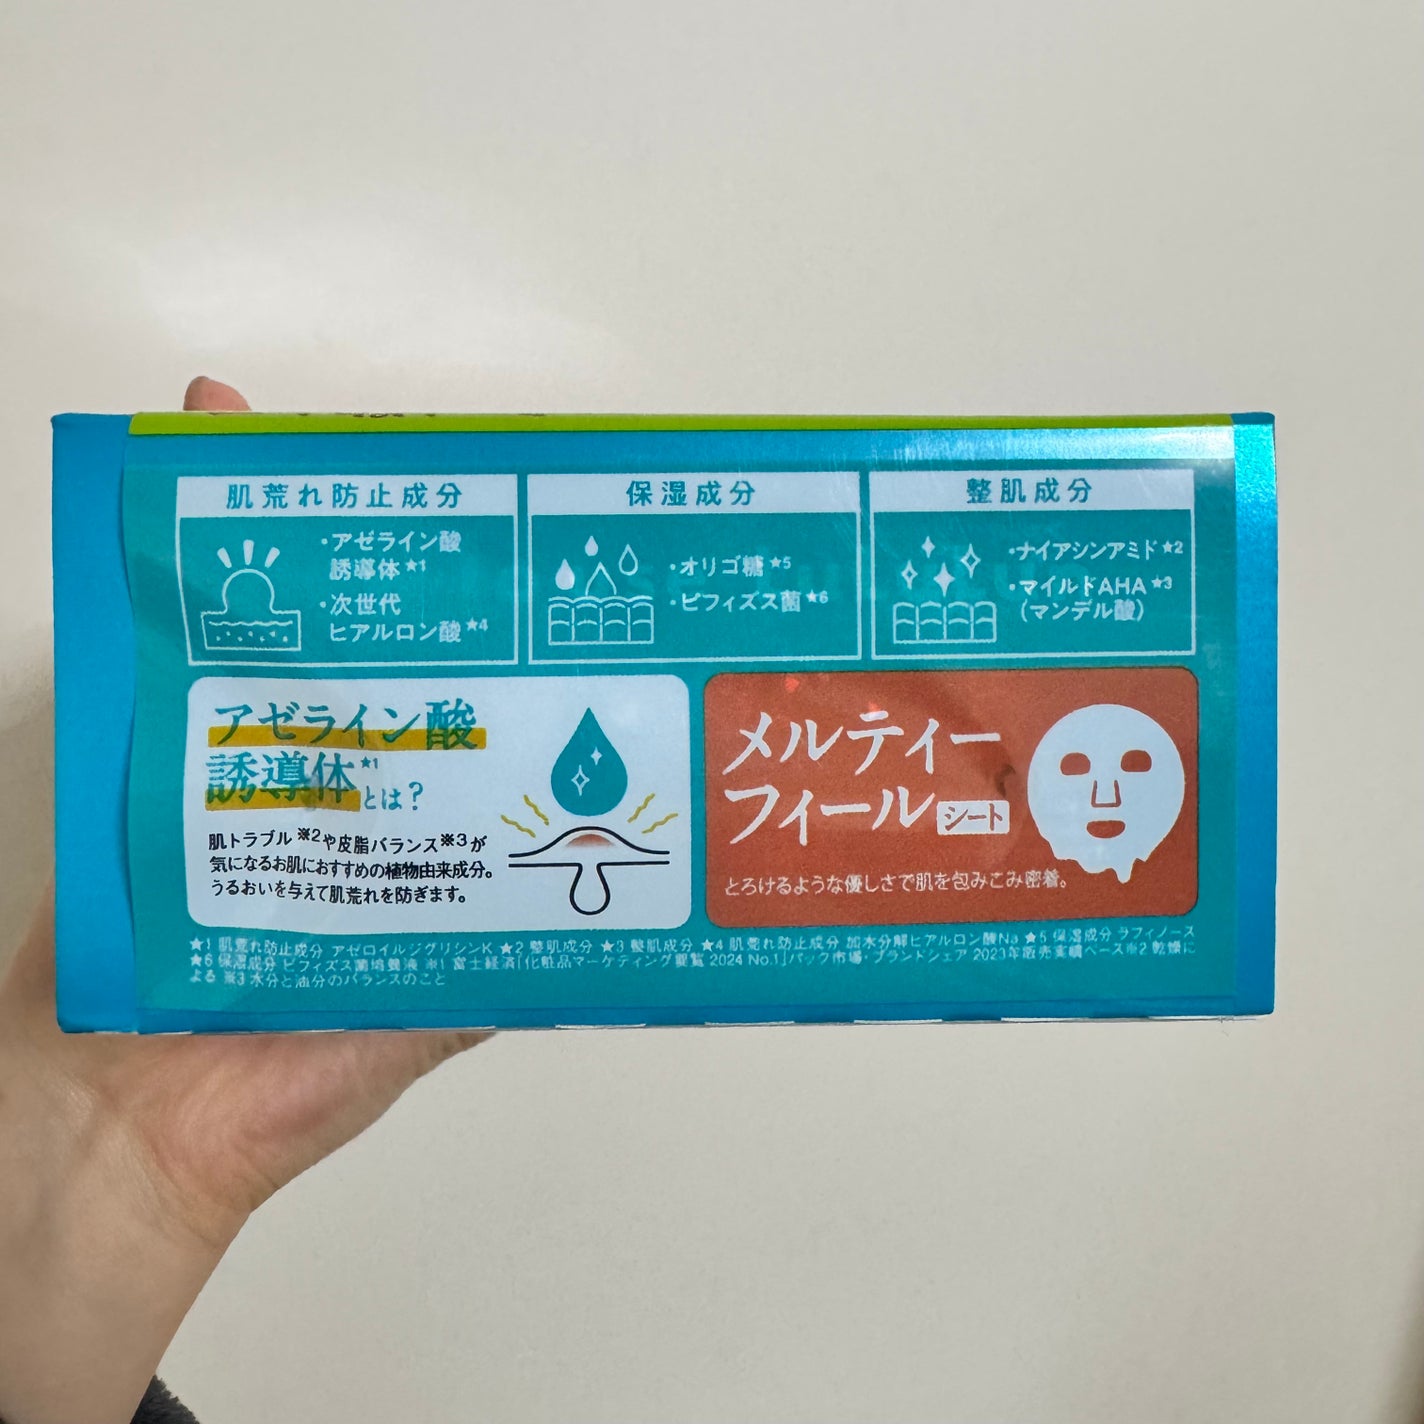 肌荒れ防止成分
・アゼライン酸
誘導体★1
・次世代
ヒアルロン酸★4
保湿成分
・オリゴ糖★5
・ビフィズス菌★6
整肌成分
・ナイアシンアミド★2
・マイルドAHA★3
(マンデル酸)
アゼライン酸
誘導体★1とは?
肌トラブル※2や皮脂バランス※3が
気になるお肌におすすめの植物由来成分。
うるおいを与えて肌荒れを防ぎます。
メルティー
フィールシート
とろけるような優しさで肌を包みこみ密着。
★1 肌荒れ防止成分 アゼロイルジグリシンK ★2 整肌成分 ★3 整肌成分 ★4 肌荒れ防止成分 加水分解ヒアルロン酸Na ★5 保湿成分 ラフィノース
★6 保湿成分 ビフィズス菌培養液 ※1 富士経済「化粧品マーケティング要覧 2024 No.1」パック市場・ブランドシェア 2023年販売実績ベース※2 乾燥に
よる ※3 水分と油分のバランスのこと